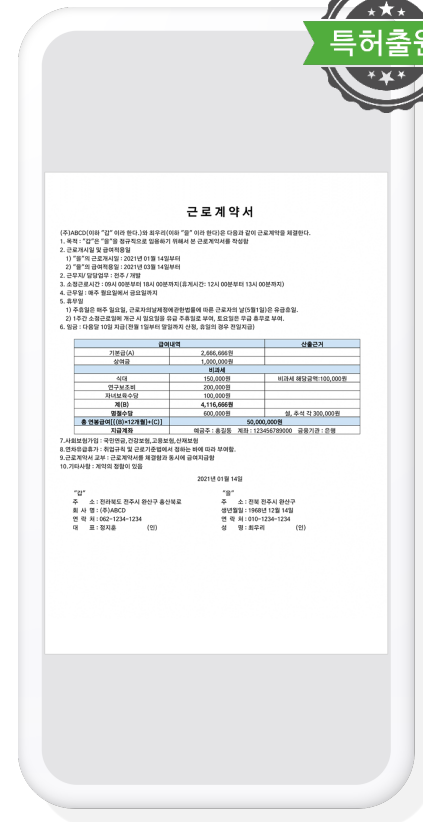 특허출원
근 로 계 약 서
(주)ABCD(이하 "갑" 이라 한다.)와 최우리(이하 "을" 이라 한다)은 다음과 같이 근로계약을 체결한다.
1. 목적 : "갑"은 "을"을 정규직으로 임용하기 위해서 본 근로계약서를 작성함
2. 근로개시일 및 급여적용일
1) "을"의 근로개시일 : 2021년 01월 14일부터
2) "을"의 급여적용일 : 2021년 03월 14일부터
2. 근무지/ 담당업무 : 전주 / 개발
3. 소정근로시간 : 09시 00분부터 18시 00분까지(휴게시간: 12시 00분부터 13시 00분까지)
4. 근무일 : 매주 월요일에서 금요일까지
5. 휴무일
1) 주휴일은 매주 일요일, 근로자의날제정에관한법률에 따른 근로자의 날(5월1일)은 유급휴일.
2) 1주간 소정근로일에 개근 시 일요일을 유급 주휴일로 부여, 토요일은 무급 휴무로 부여.
6. 임금 : 다음달 10일 지급(전월 1일부터 말일까지 산정, 휴일의 경우 전일지급)
급여내역 산출근거
기본급(A) 2,666,666원
상여금 1,000,000원
비과세
식대 150,000원 비과세 해당금액:100,000원
연구보조비 200,000원
자녀보육수당 100,000원
계(B) 4,116,666원
명절수당 600,000원 설, 추석 각 300,000원
총 연봉급여[{(B)×12개월}+(C)] 50,000,000원
지급계좌 예금주 : 홍길동 계좌 : 123456789000 금융기관 : 은행
7.사회보험가입 : 국민연금,건강보험,고용보험,산재보험
8.연차유급휴가 : 취업규칙 및 근로기준법에서 정하는 바에 따라 부여함.
9.근로계약서 교부 : 근로계약서를 체결함과 동시에 급여지급함
10.기타사항 : 계약의 정함이 있음
2021년 01월 14일
"갑" "을"
주 소 : 전라북도 전주시 완산구 홍산북로 주 소 : 전북 전주시 완산구
회 사 명 : (주)ABCD 생년월일 : 1968년 12월 14일
연 락 처 : 062-1234-1234 연 락 처 : 010-1234-1234
대 표 : 정지훈 (인) 성 명 : 최우리 (인)